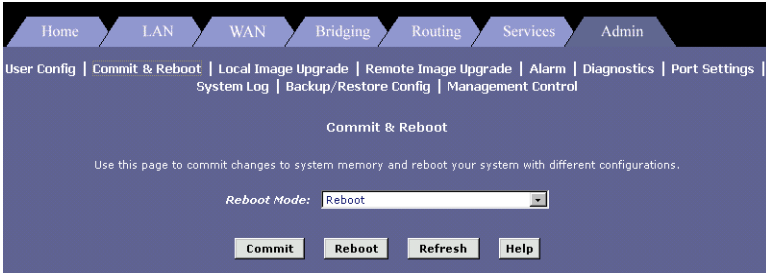 Home LAN WAN Bridging Routing Services Admin
User Config | Commit & Reboot | Local Image Upgrade | Remote Image Upgrade | Alarm | Diagnostics | Port Settings |
System Log | Backup/Restore Config | Management Control
Commit & Reboot
Use this page to commit changes to system memory and reboot your system with different configurations.
Reboot Mode: Reboot
Commit Reboot Refresh Help